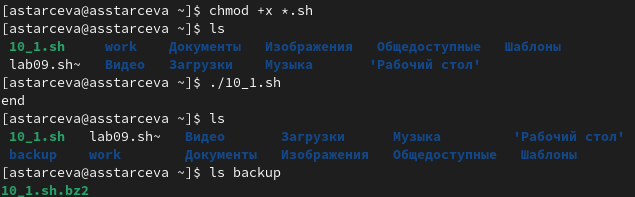 [astarceva@asstarceva ~]$ chmod +x *.sh
[astarceva@asstarceva ~]$ ls
10_1.sh work Документы Изображения Общедоступные Шаблоны
lab09.sh~ Видео Загрузки Музыка 'Рабочий стол'
[astarceva@asstarceva ~]$ ./10_1.sh
end
[astarceva@asstarceva ~]$ ls
10_1.sh lab09.sh~ Видео Загрузки Музыка 'Рабочий стол'
backup work Документы Изображения Общедоступные Шаблоны
[astarceva@asstarceva ~]$ ls backup
10_1.sh.bz2